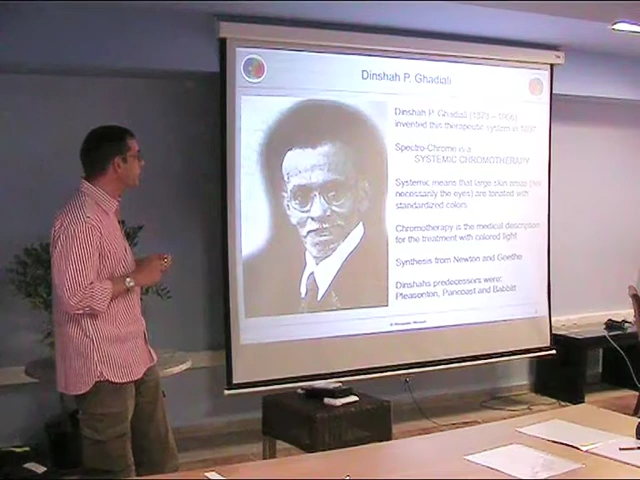 Dinshah P. Ghadiali
Dinshah P. Ghadiali (1873 – 1966)
invented this therapeutic system in 1897
Spectro-Chrome is a
SYSTEMIC CHROMOTHERAPY
Systemic means that large skin areas (not
necessarily the eyes) are tonated with
standardized colors
Chromotherapy is the medical description
for the treatment with colored light
Synthesis from Newton and Goethe
Dinshahs predecessors were:
Pleasenton, Pancoast and Babbitt